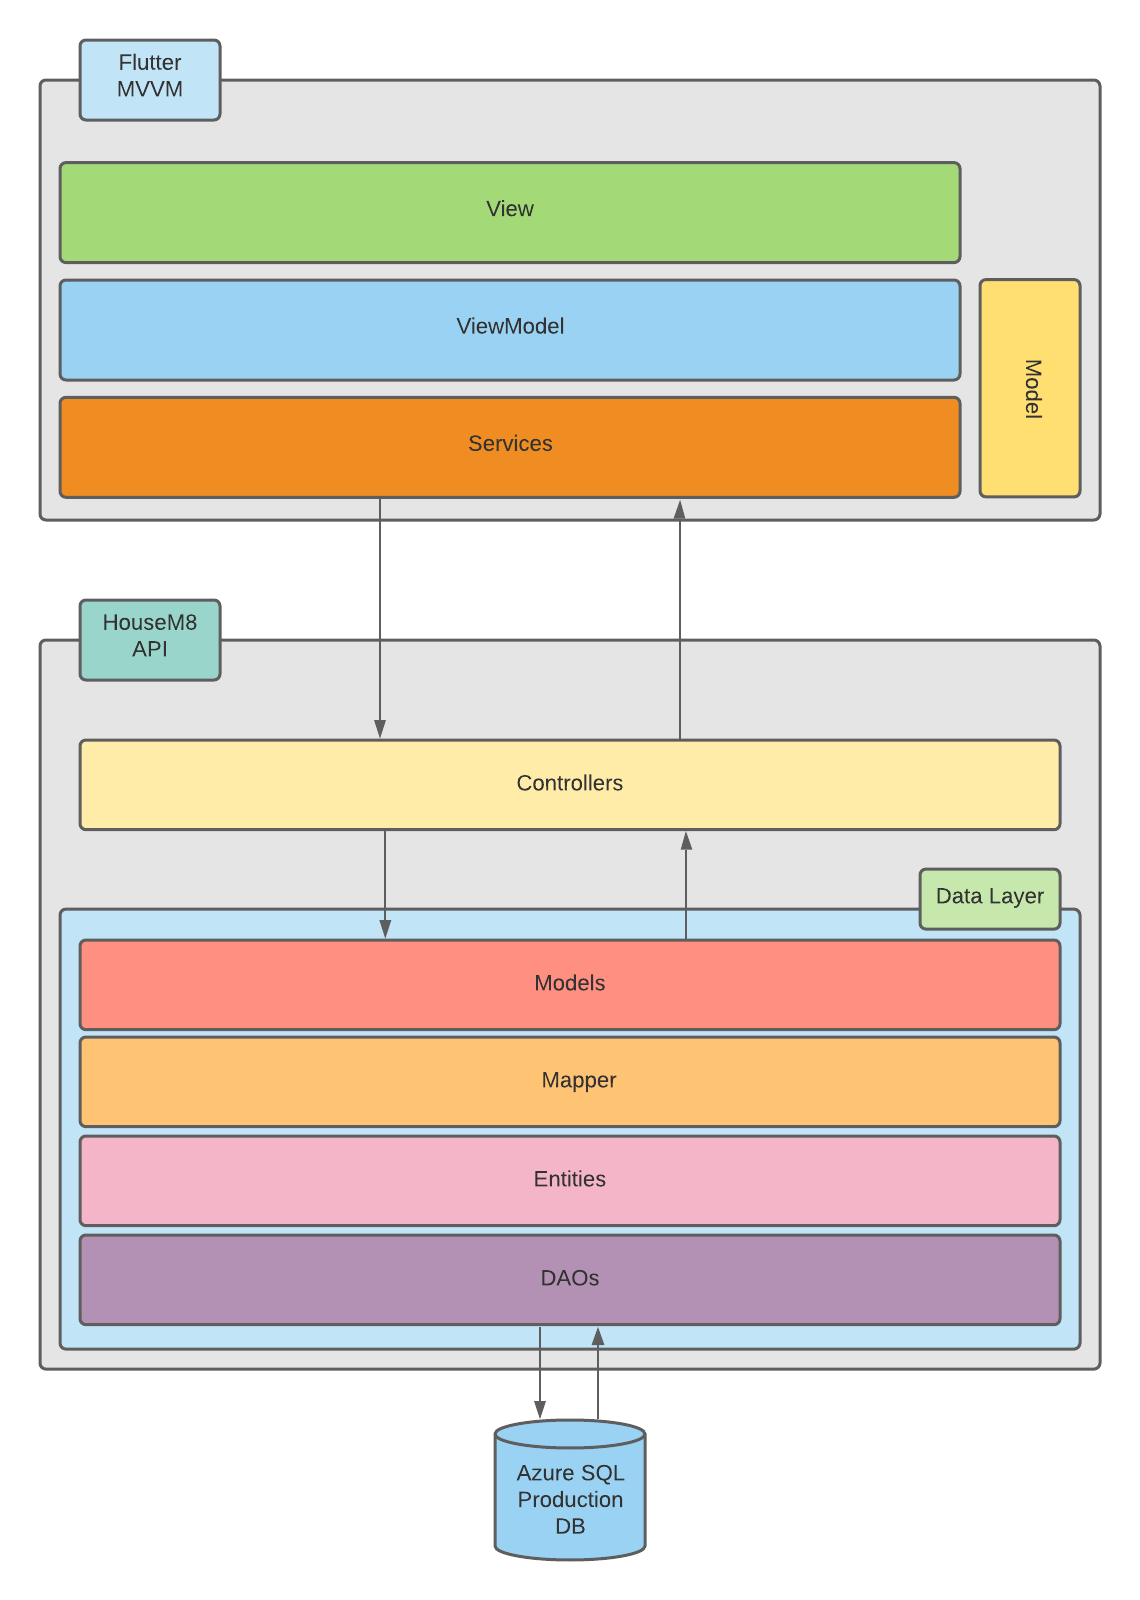 Flutter
MVVM
View
ViewModel
Model
Services
HouseM8
API
Controllers
Data Layer
Models
Mapper
Entities
DAOs
Azure SQL
Production
DB